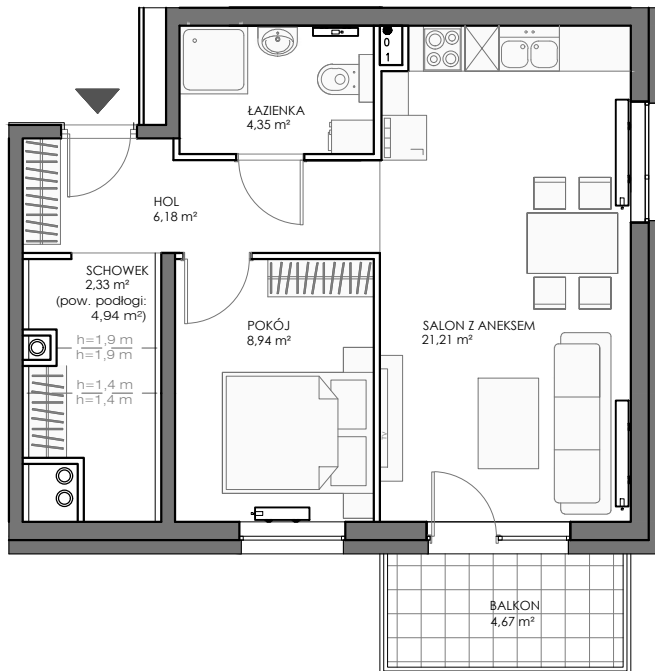 0
1
ŁAZIENKA
4,35 m²
HOL
6,18 m²
SCHOWEK
2,33 m²
(pow. podłogi:
4,94 m²)
h=1,9 m
h=1,9 m
h=1,4 m
h=1,4 m
POKÓJ
8,94 m²
SALON Z ANEKSEM
21,21 m²
TV
BALKON
4,67 m²